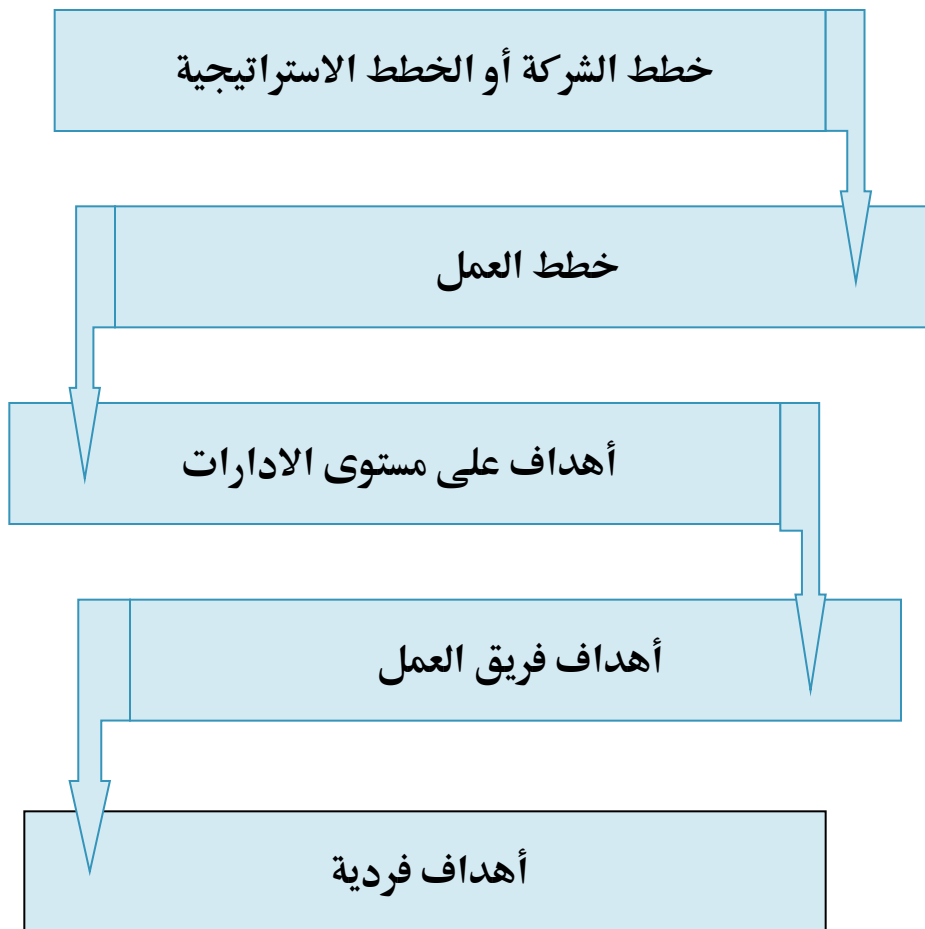 خطط الشركة أو الخطط الاستراتيجية
خطط العمل
أهداف على مستوى الادارات
أهداف فريق العمل
أهداف فردية